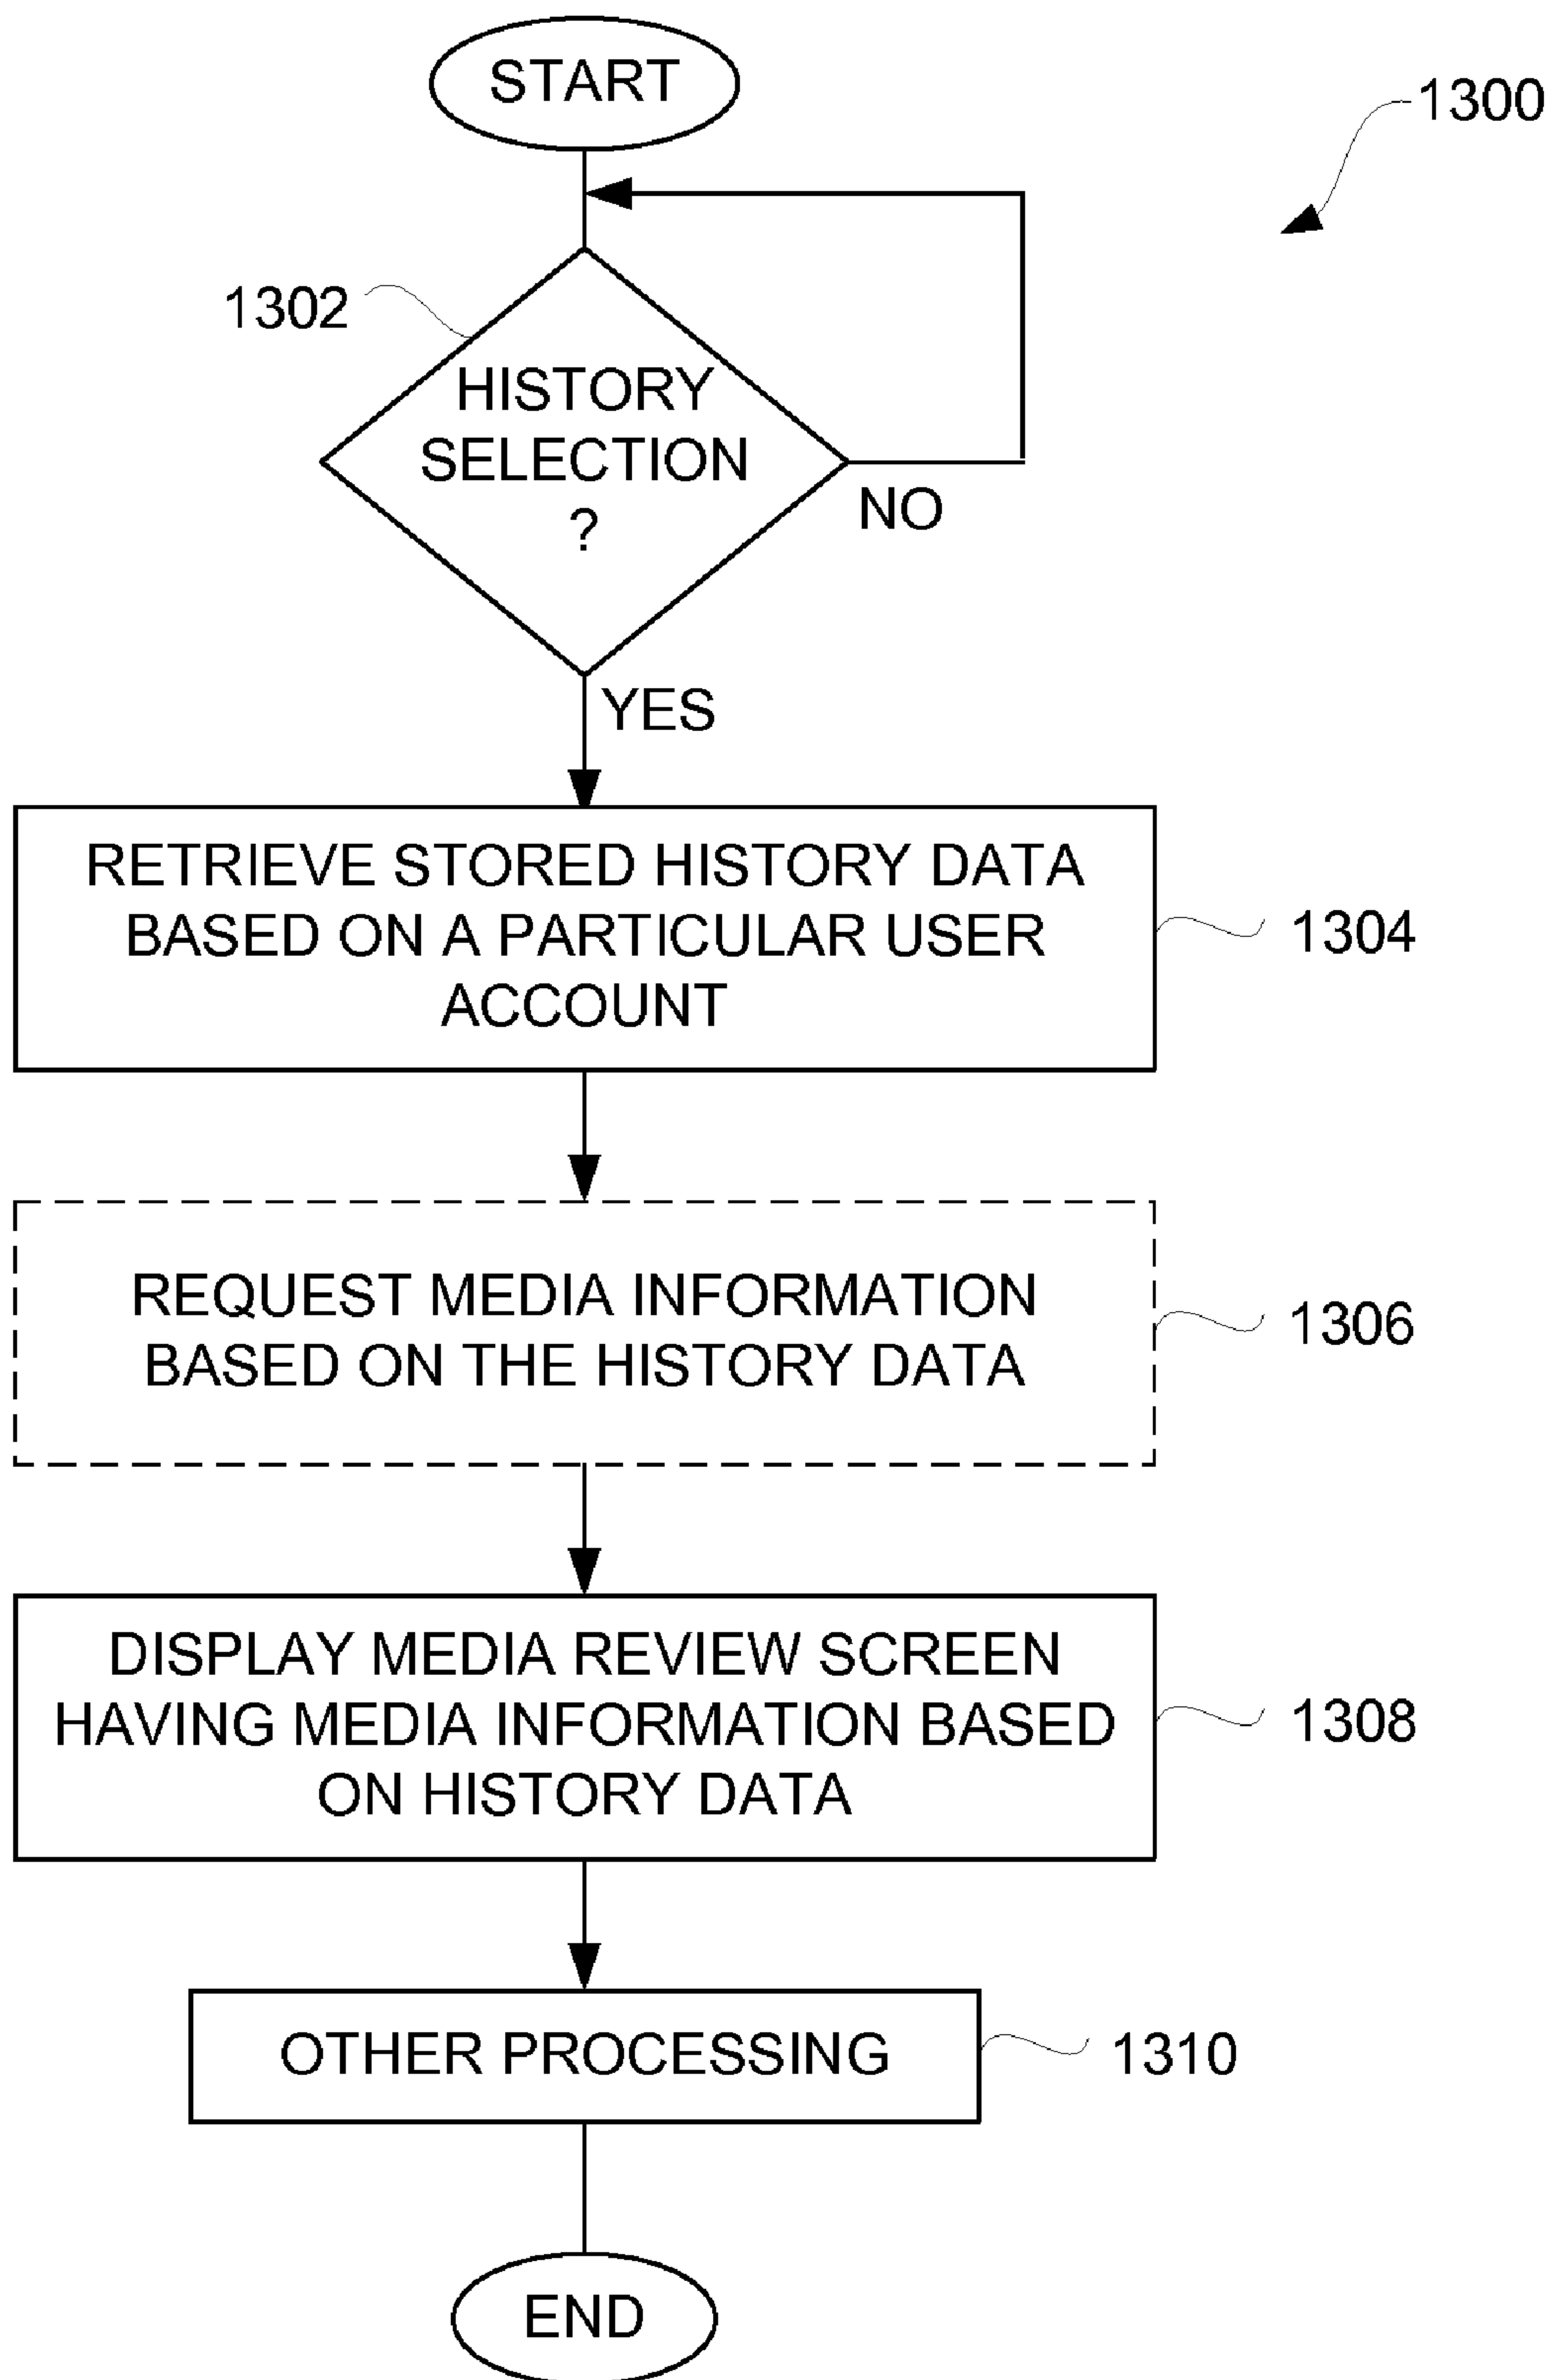 START
1300
1302
HISTORY
SELECTION
?
NO
YES
RETRIEVE STORED HISTORY DATA
BASED ON A PARTICULAR USER
ACCOUNT
1304
REQUEST MEDIA INFORMATION
BASED ON THE HISTORY DATA
1306
DISPLAY MEDIA REVIEW SCREEN
HAVING MEDIA INFORMATION BASED
ON HISTORY DATA
1308
OTHER PROCESSING
1310
END